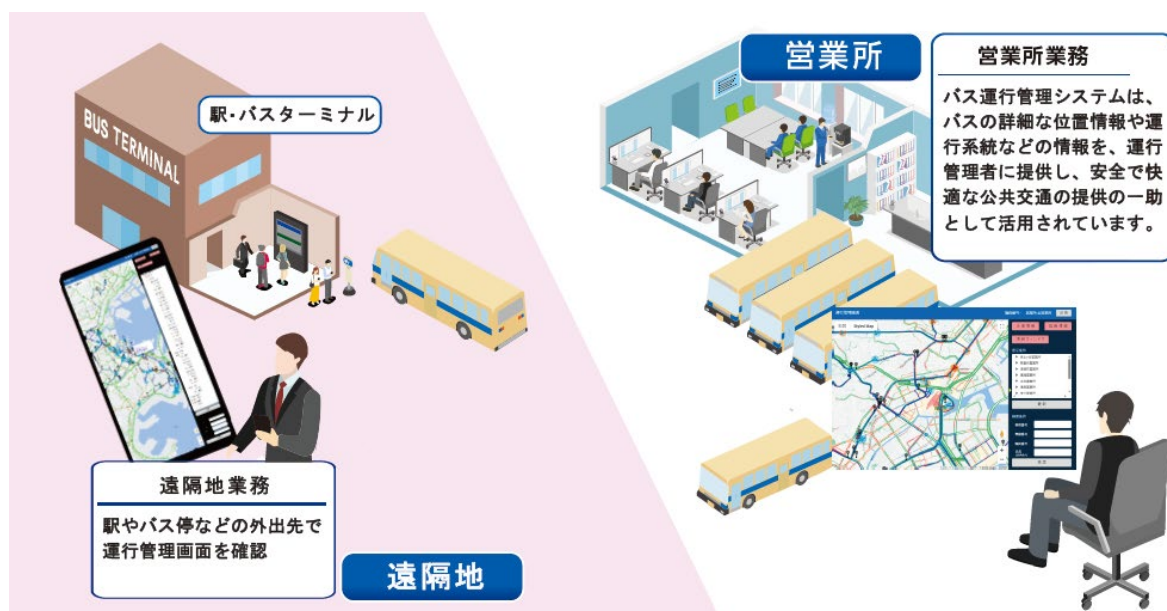 営業所
営業所業務
バス運行管理システムは、
バスの詳細な位置情報や運
行系統などの情報を、運行
管理者に提供し、安全で快
適な公共交通の提供の一助
として活用されています。
駅・バスターミナル
BUS TERMINAL
遠隔地業務
駅やバス停などの外出先で
運行管理画面を確認
遠隔地